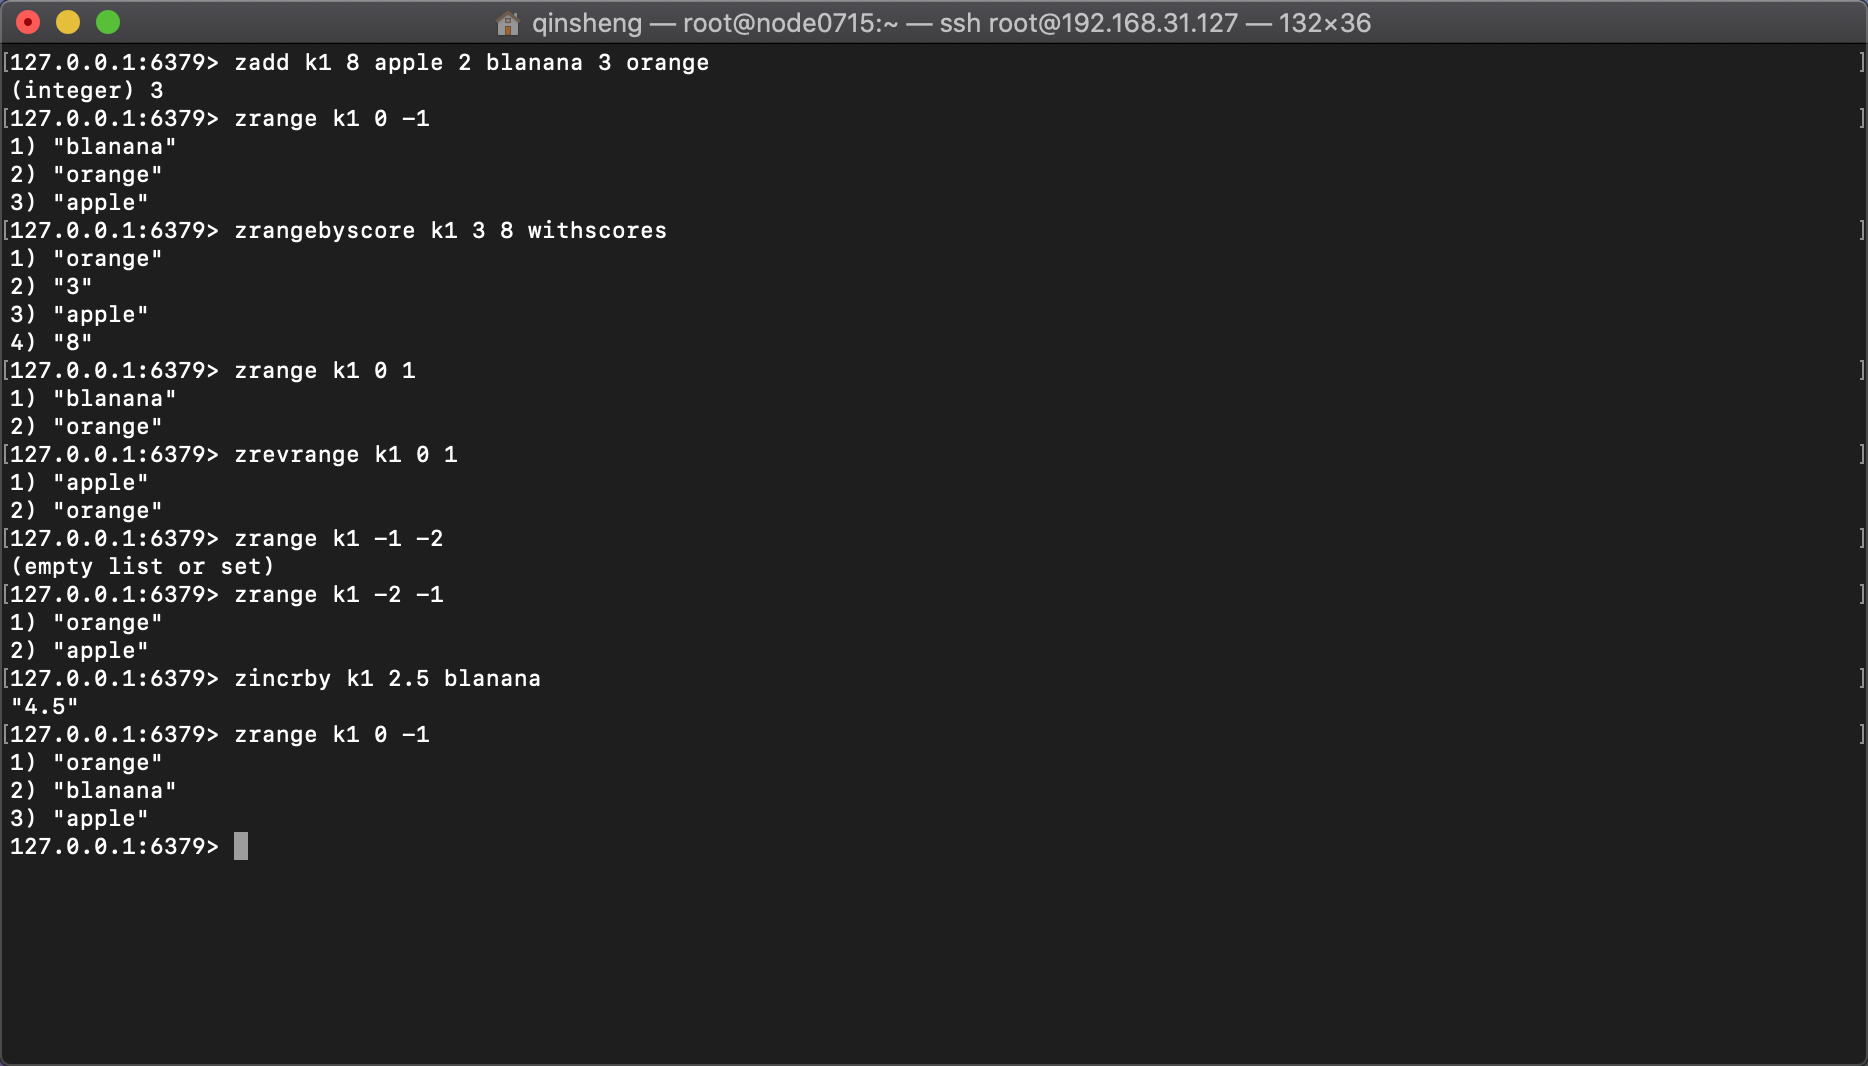 qinsheng — root@node0715:~ — ssh root@192.168.31.127 — 132×36
[127.0.0.1:6379> zadd k1 8 apple 2 blanana 3 orange ]
(integer) 3
[127.0.0.1:6379> zrange k1 0 -1 ]
1) "blanana"
2) "orange"
3) "apple"
[127.0.0.1:6379> zrangebyscore k1 3 8 withscores ]
1) "orange"
2) "3"
3) "apple"
4) "8"
[127.0.0.1:6379> zrange k1 0 1 ]
1) "blanana"
2) "orange"
[127.0.0.1:6379> zrevrange k1 0 1 ]
1) "apple"
2) "orange"
[127.0.0.1:6379> zrange k1 -1 -2 ]
(empty list or set)
[127.0.0.1:6379> zrange k1 -2 -1 ]
1) "orange"
2) "apple"
[127.0.0.1:6379> zincrby k1 2.5 blanana ]
"4.5"
[127.0.0.1:6379> zrange k1 0 -1 ]
1) "orange"
2) "blanana"
3) "apple"
127.0.0.1:6379>